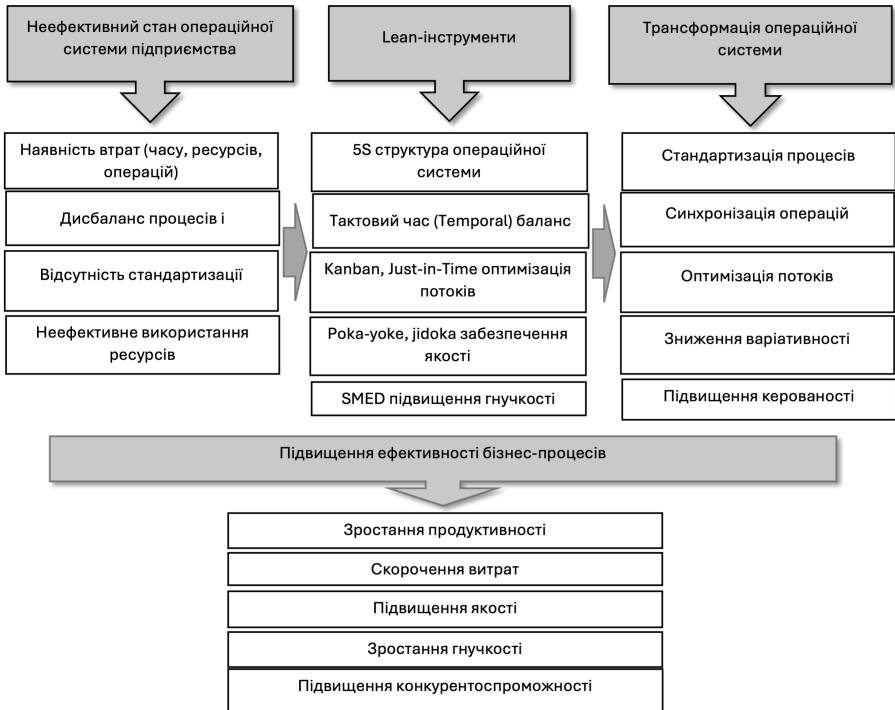 Неефективний стан операційної
системи підприємства
Lean-інструменти
Трансформація операційної
системи
Наявність втрат (часу, ресурсів,
операцій)
Дисбаланс процесів і
Відсутність стандартизації
Неефективне використання
ресурсів
5S структура операційної
системи
Тактовий час (Temporal) баланс
Kanban, Just-in-Time оптимізація
потоків
Poka-yoke, jidoka забезпечення
якості
SMED підвищення гнучкості
Стандартизація процесів
Синхронізація операцій
Оптимізація потоків
Зниження варіативності
Підвищення керованості
Підвищення ефективності бізнес-процесів
Зростання продуктивності
Скорочення витрат
Підвищення якості
Зростання гнучкості
Підвищення конкурентоспроможності